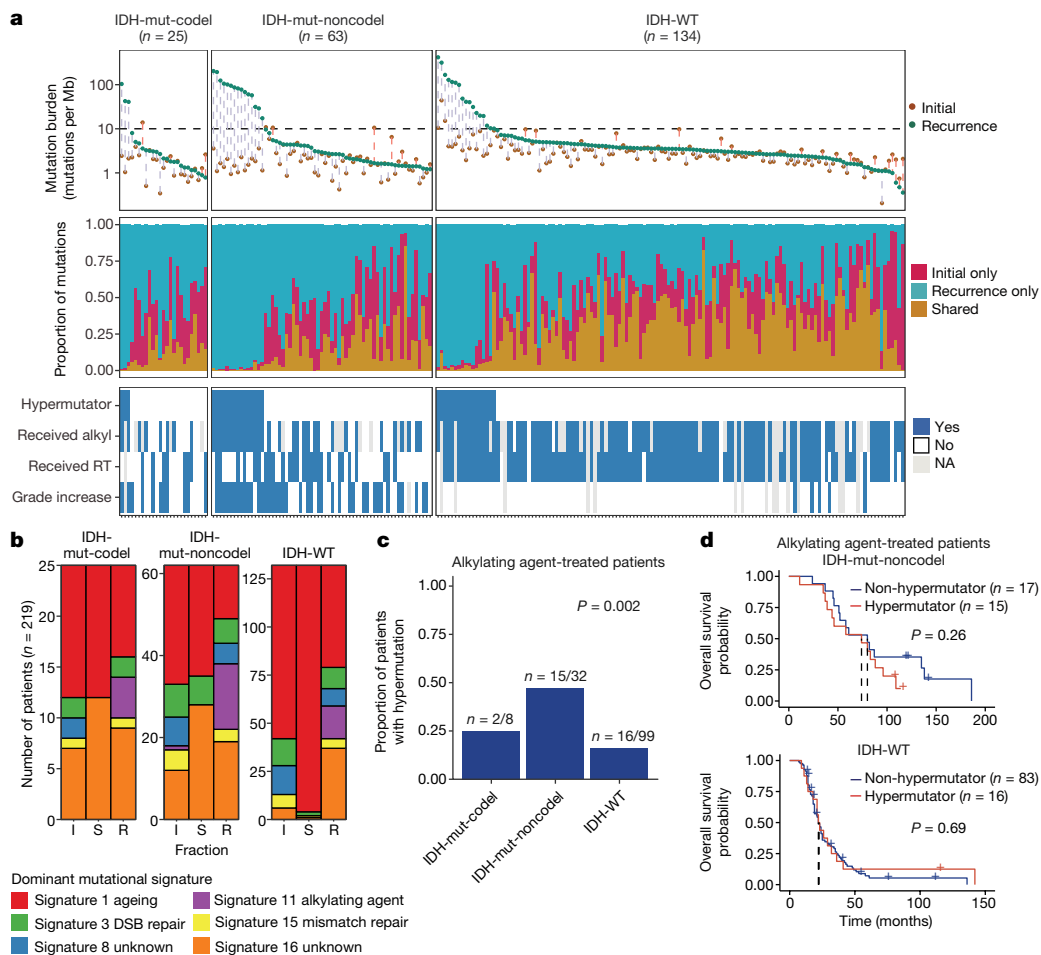 a
IDH-mut-codel
(n = 25)
IDH-mut-noncodel
(n = 63)
IDH-WT
(n = 134)
Mutation burden
(mutations per Mb)
100
10
1
Initial
Recurrence
Proportion of mutations
1.00
0.75
0.50
0.25
0.00
Initial only
Recurrence only
Shared
Hypermutator
Received alkyl
Received RT
Grade increase
Yes
No
NA
b
IDH-
mut-codel
IDH-
mut-noncodel
IDH-WT
Number of patients (n = 219)
25
20
15
10
5
0
60
40
20
0
125
100
75
50
25
0
I S R
I S R
I S R
Fraction
Dominant mutational signature
Signature 1 ageing
Signature 3 DSB repair
Signature 8 unknown
Signature 11 alkylating agent
Signature 15 mismatch repair
Signature 16 unknown
c
Alkylating agent-treated patients
Proportion of patients
with hypermutation
1.00
0.75
0.50
0.25
0.00
P = 0.002
n = 2/8
n = 15/32
n = 16/99
IDH-mut-codel
IDH-mut-noncodel
IDH-WT
d
Alkylating agent-treated patients
IDH-mut-noncodel
Overall survival
probability
1.00
0.75
0.50
0.25
0.00
Non-hypermutator (n = 17)
Hypermutator (n = 15)
P = 0.26
0 50 100 150 200
IDH-WT
Overall survival
probability
1.00
0.75
0.50
0.25
0.00
Non-hypermutator (n = 83)
Hypermutator (n = 16)
P = 0.69
0 50 100 150
Time (months)